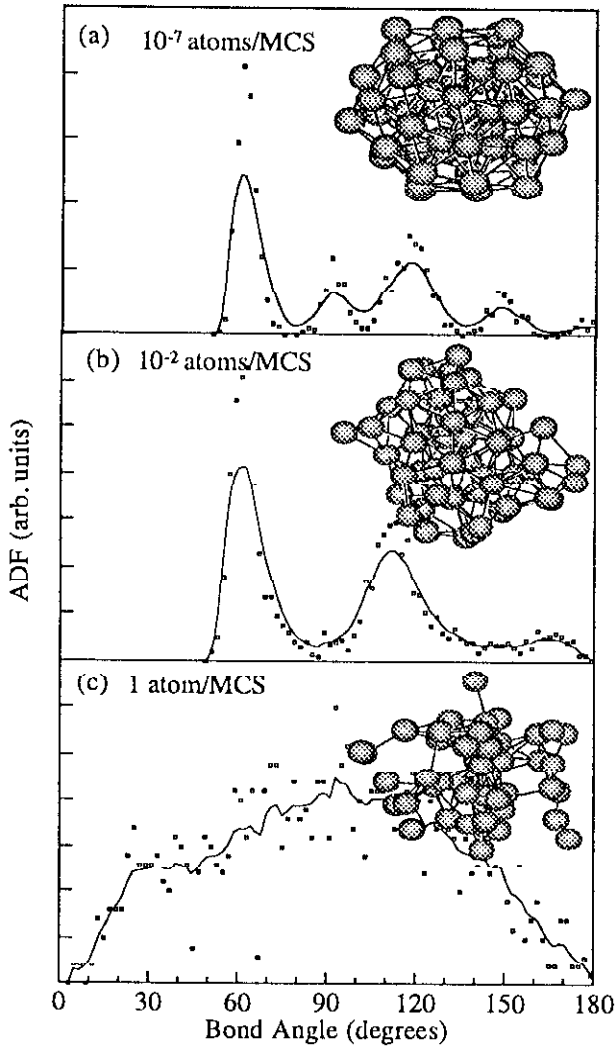 (a) 10⁻⁷ atoms/MCS
(b) 10⁻² atoms/MCS
(c) 1 atom/MCS
ADF (arb. units)
0 30 60 90 120 150 180
Bond Angle (degrees)